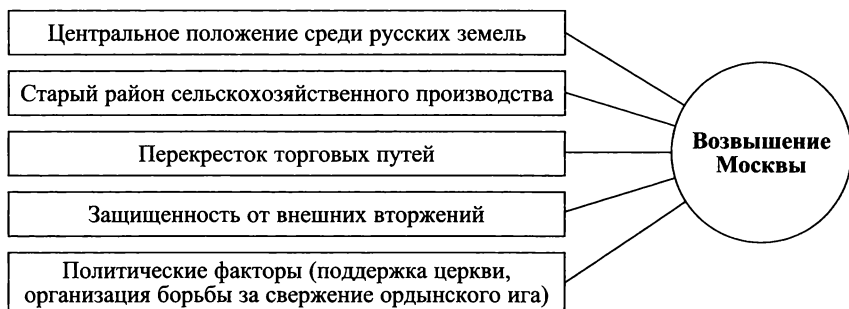 Центральное положение среди русских земель
Старый район сельскохозяйственного производства
Перекресток торговых путей
Защищенность от внешних вторжений
Политические факторы (поддержка церкви,
организация борьбы за свержение ордынского ига)
Возвышение
Москвы